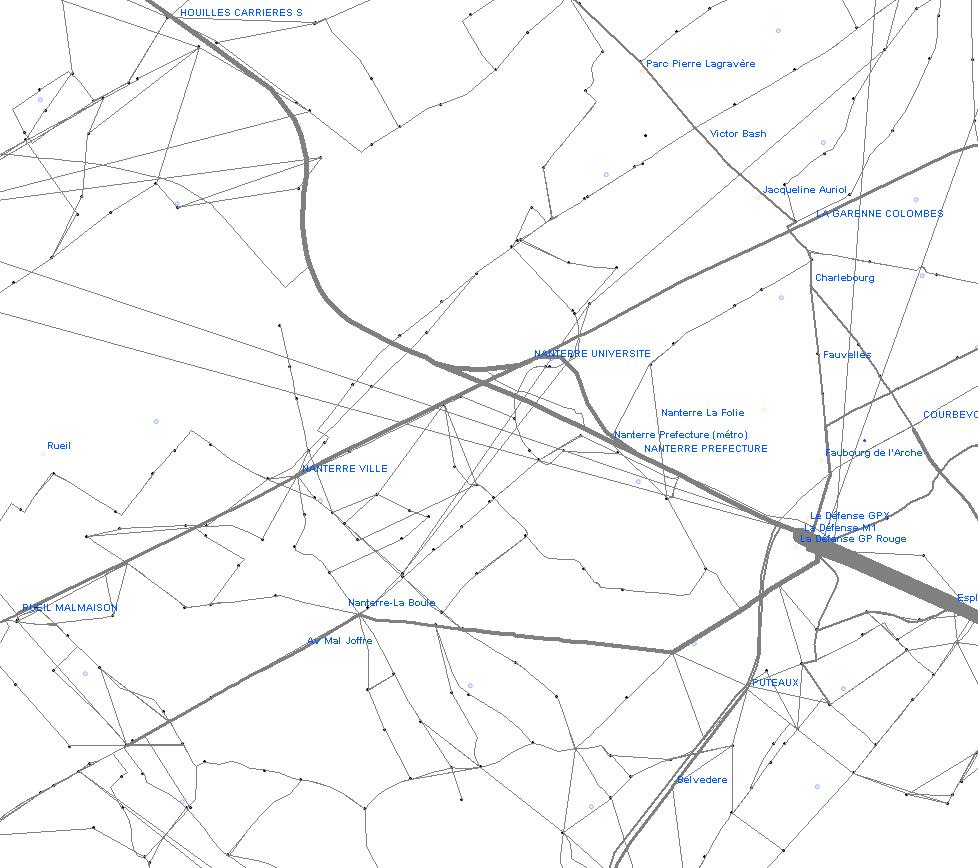 HOUILLES CARRIERES S
Parc Pierre Lagravère
Victor Bash
Jacqueline Auriol
LA GARENNE COLOMBES
Charlebourg
NANTERRE UNIVERSITE
Fauvelles
Nanterre La Folie
COURBEVO
Nanterre Prefecture (métro)
Rueil
NANTERRE PREFECTURE
Faubourg de l'Arche
NANTERRE VILLE
La Défense GPX
La Défense M1
La Défense GP Rouge
Espl
Nanterre-La Boule
RUEIL MALMAISON
Av Mal Joffre
PUTEAUX
Belvedere